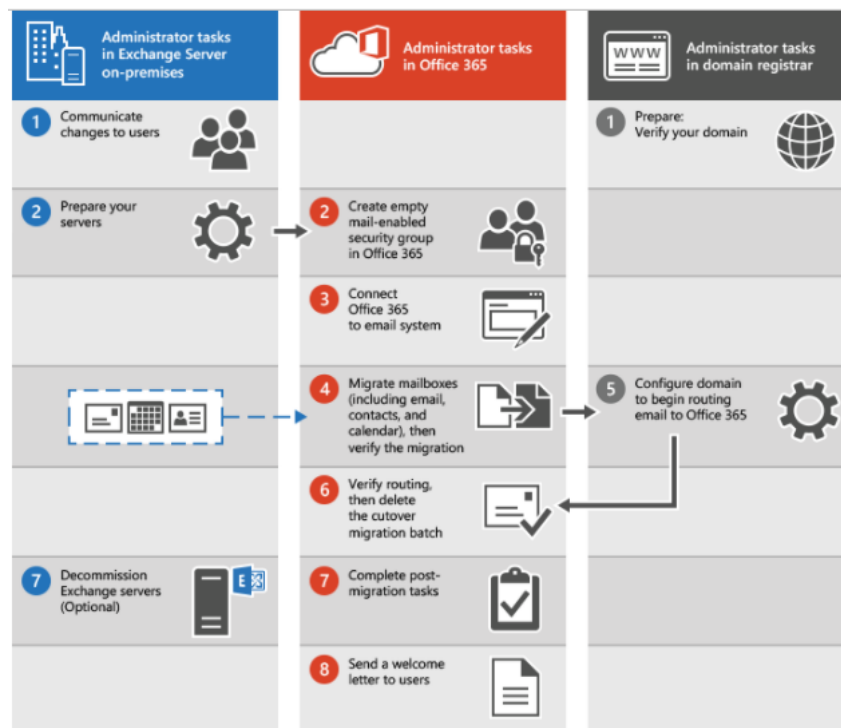 Administrator tasks
in Exchange Server
on-premises
Administrator tasks
in Office 365
WWW
Administrator tasks
in domain registrar
1
Communicate
changes to users
1
Prepare:
Verify your domain
2
Prepare your
servers
2
Create empty
mail-enabled
security group
in Office 365
3
Connect
Office 365
to email system
4
Migrate mailboxes
(including email,
contacts, and
calendar), then
verify the migration
5
Configure domain
to begin routing
email to Office 365
6
Verify routing,
then delete
the cutover
migration batch
7
Decommission
Exchange servers
(Optional)
E
7
Complete post-
migration tasks
8
Send a welcome
letter to users